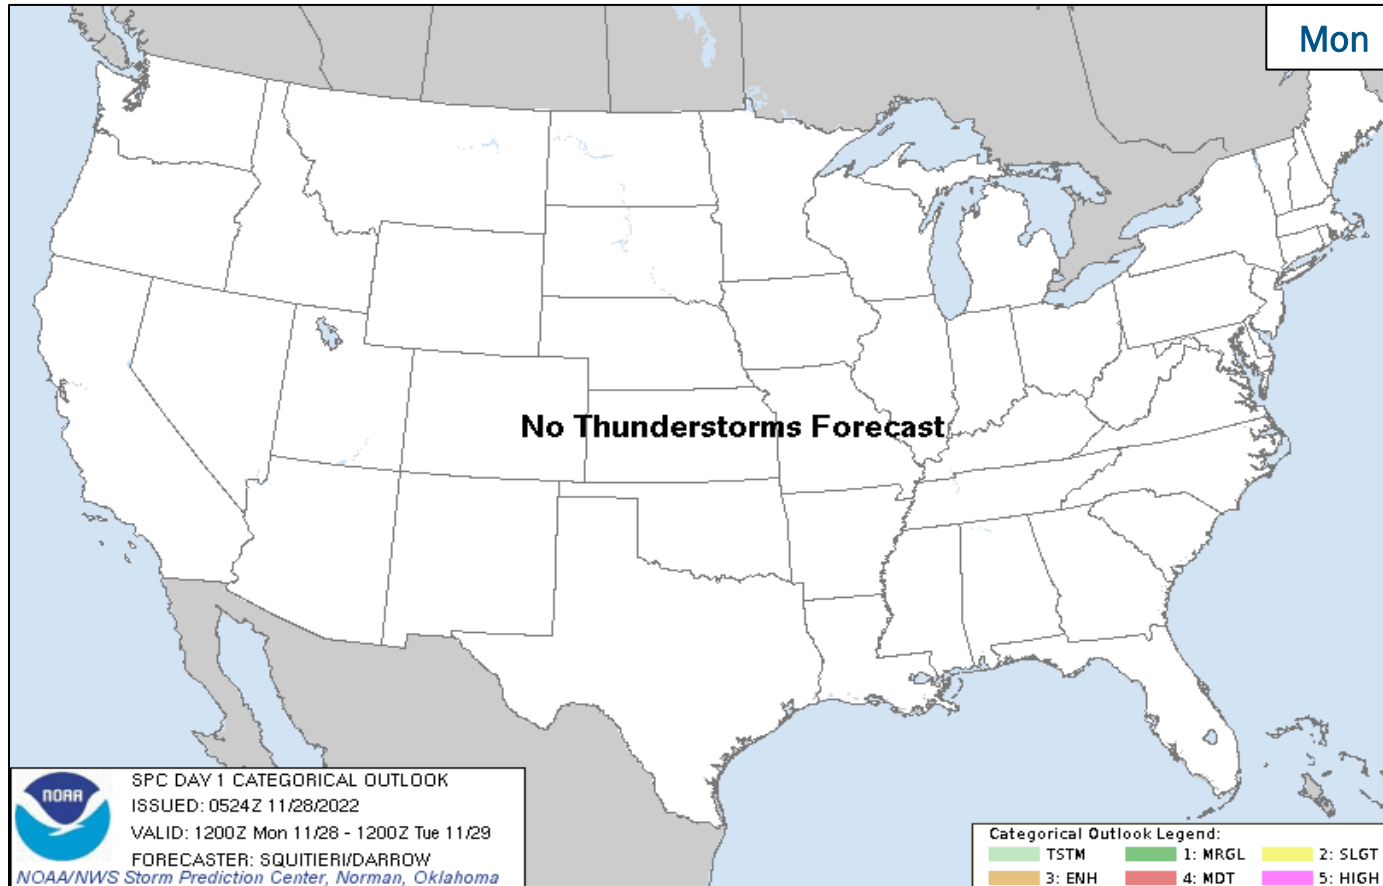 Mon
No Thunderstorms Forecast
NOAA
SPC DAY 1 CATEGORICAL OUTLOOK
ISSUED: 0524Z 11/28/2022
VALID: 1200Z Mon 11/28 - 1200Z Tue 11/29
FORECASTER: SQUITIERI/DARROW
NOAA/NWS Storm Prediction Center, Norman, Oklahoma
Categorical Outlook Legend:
TSTM 1: MRGL 2: SLGT
3: ENH 4: MDT 5: HIGH